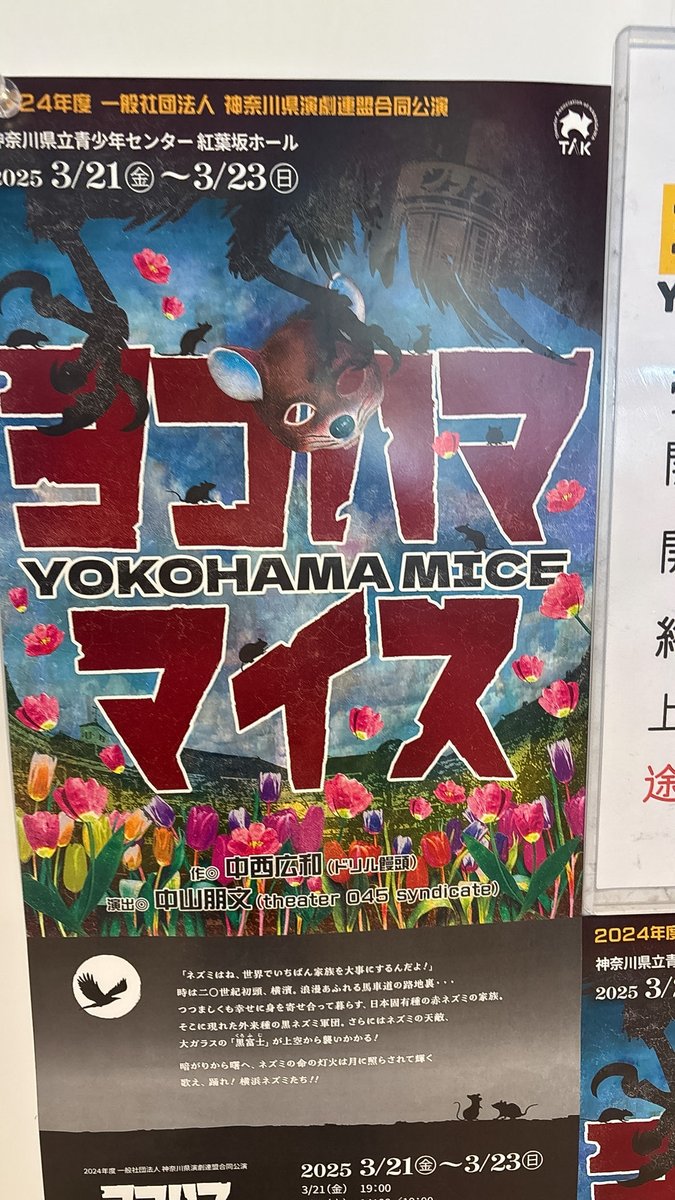 2024年度 一般社団法人 神奈川県演劇連盟合同公演
神奈川県立青少年センター 紅葉坂ホール
2025 3/21㊎〜3/23㊐
TAK
ヨコハマ
YOKOHAMA MICE
マイス
作◎ 中西広和(ドリル饅頭)
演出◎ 中山朋文(theater 045 syndicate)
「ネズミはね、世界でいちばん家族を大事にするんだよ!」
時は二〇世紀初頭、横濱。浪漫あふれる馬車道の路地裏・・・
つつましくも幸せに身を寄せ合って暮らす、日本固有種の赤ネズミの家族。
そこに現れた外来種の黒ネズミ軍団。さらにはネズミの天敵、
大ガラスの「黒富士」が上空から襲いかかる!
くろふじ
暗がりから曙へ、ネズミの命の灯火は月に照らされて輝く
歌え、踊れ! 横浜ネズミたち!!
2024年度 一般社団法人 神奈川県演劇連盟合同公演
2025 3/21㊎〜3/23㊐
3/21(金) 19:00
ヨコハマ
Y
開
上
途
2024年度
神奈川県立青
2025 3/2